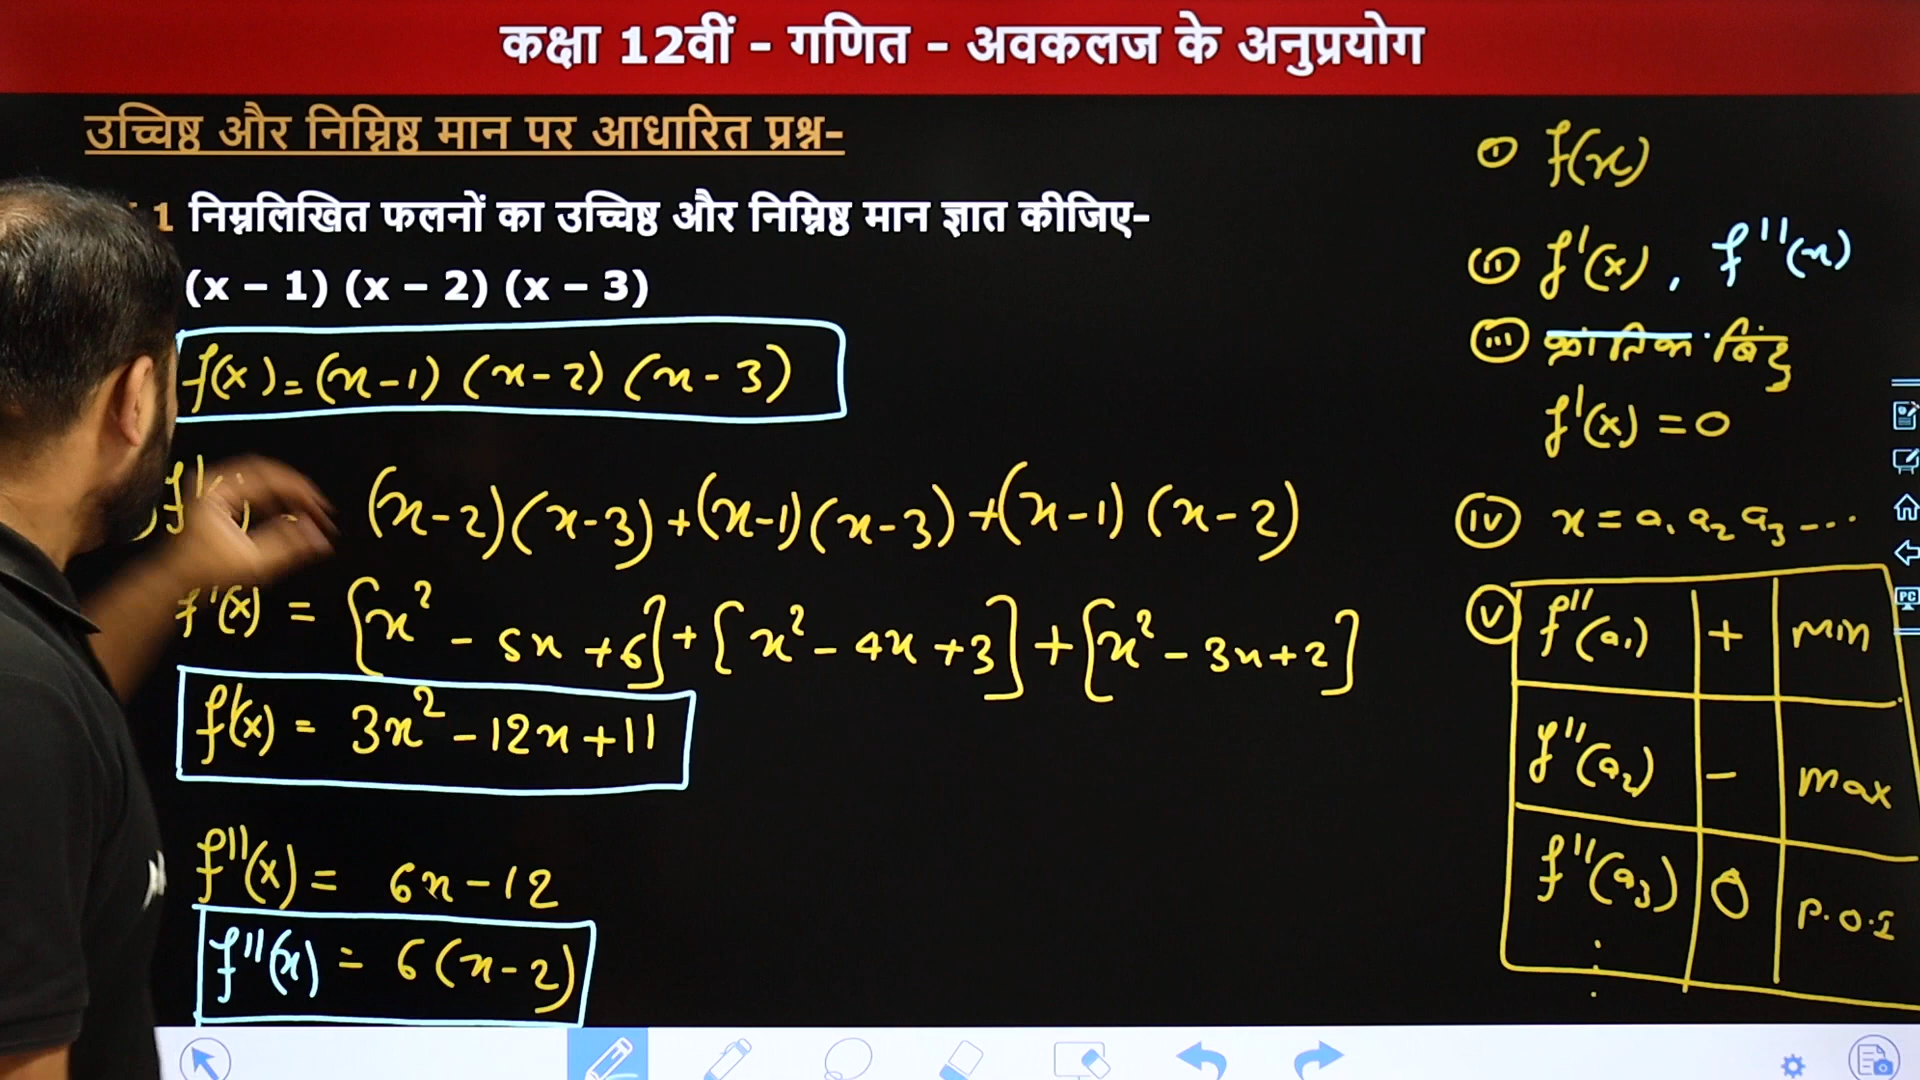 कक्षा 12वीं - गणित - अवकलज के अनुप्रयोग
उच्चिष्ठ और निम्निष्ठ मान पर आधारित प्रश्न-
1 निम्नलिखित फलनों का उच्चिष्ठ और निम्निष्ठ मान ज्ञात कीजिए-
(x – 1) (x – 2) (x – 3)
f(x) = (x-1) (x-2) (x-3)
(x-2)(x-3)+(x-1)(x-3)+(x-1)(x-2)
f'(x) = [x² - 5x + 6] + [x² - 4x + 3] + [x² - 3x + 2]
f'(x) = 3x² - 12x + 11
f''(x) = 6x - 12
f''(x) = 6(x-2)
(i) f(x)
(ii) f'(x), f''(x)
(iii) क्रांतिक बिंदु
f'(x) = 0
(iv) x = a₁ a₂ a₃ ---
(v) f''(a₁) + min
f''(a₂) - max
f''(a₃) 0 P.O.I
PC